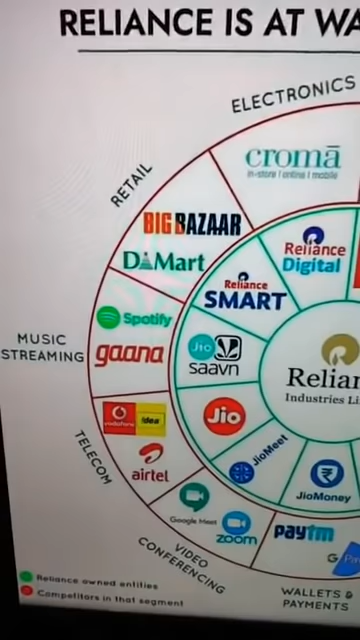 RELIANCE IS AT WA
ELECTRONICS
cromā
in-store | online | mobile
RETAIL
BIG BAZAAR
DMart
Reliance
Digital
Reliance
SMART
MUSIC
STREAMING
Spotify
gaana
Jio
saavn
Relian
Industries Li
TELECOM
vodafone
idea
airtel
Jio
JioMeet
JioMoney
VIDEO
CONFERENCING
Google Meet
zoom
paytm
G Pa
WALLETS &
PAYMENTS
Reliance owned entities
Competitors in that segment